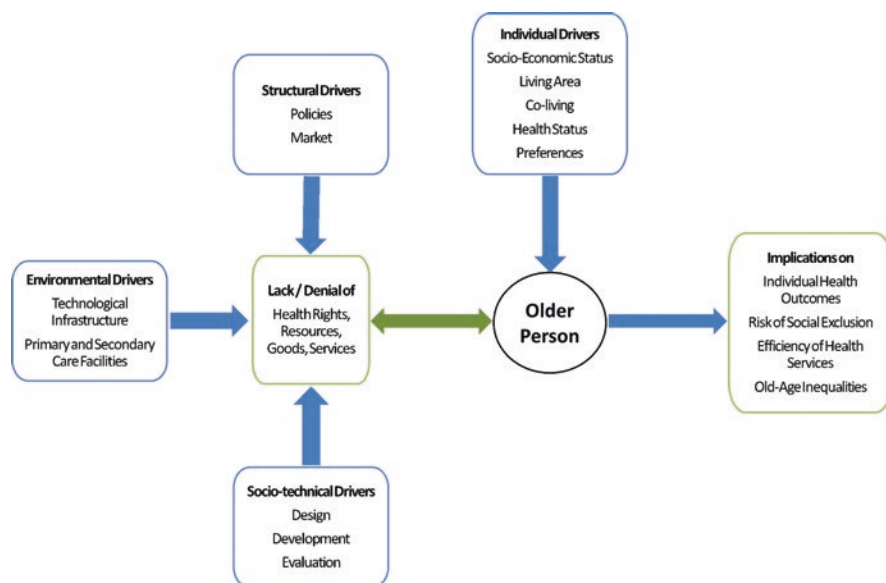 Individual Drivers
Socio-Economic Status
Living Area
Co-living
Health Status
Preferences
Structural Drivers
Policies
Market
Environmental Drivers
Technological
Infrastructure
Primary and Secondary
Care Facilities
Lack / Denial of
Health Rights,
Resources,
Goods, Services
Older
Person
Implications on
Individual Health
Outcomes
Risk of Social Exclusion
Efficiency of Health
Services
Old-Age Inequalities
Socio-technical Drivers
Design
Development
Evaluation